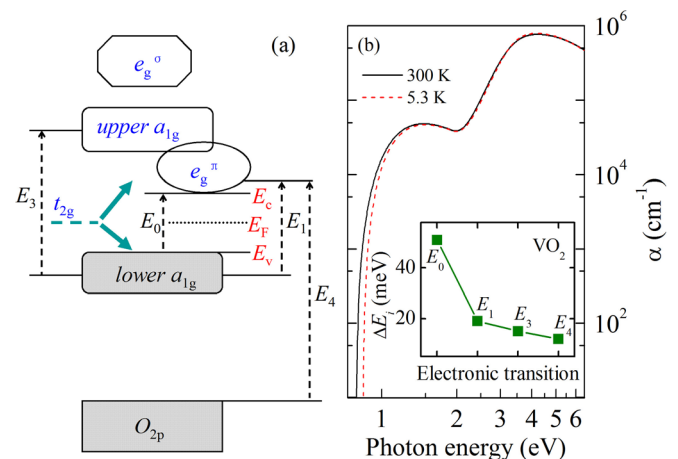 (a)
e_g^σ
upper a_1g
e_g^π
E_3
t_2g
E_0
E_c
E_F
E_v
E_1
lower a_1g
E_4
O_2p
(b)
300 K
5.3 K
10^6
10^4
10^2
α (cm^-1)
VO_2
ΔE_i (meV)
50
20
E_0
E_1
E_3
E_4
Electronic transition
1
2
3
4
5
6
Photon energy (eV)